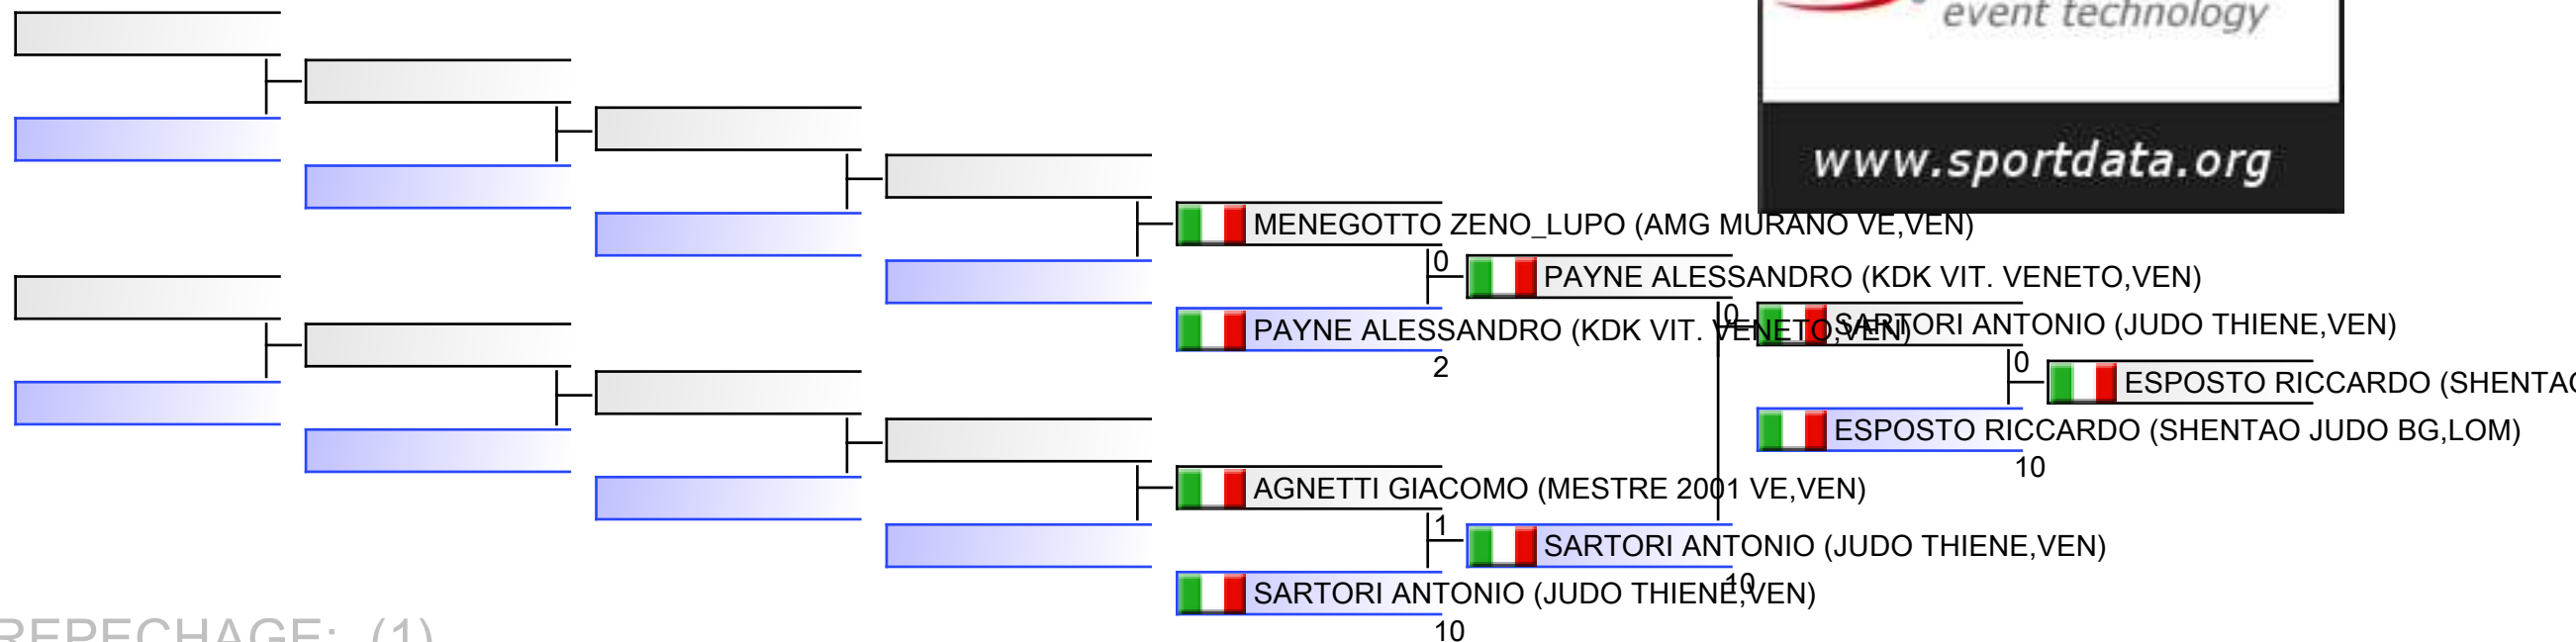 event technology
www.sportdata.org
MENEGOTTO ZENO_LUPO (AMG MURANO VE,VEN)
0
PAYNE ALESSANDRO (KDK VIT. VENETO,VEN)
PAYNE ALESSANDRO (KDK VIT. VENETO,VEN)
2
0
SARTORI ANTONIO (JUDO THIENE,VEN)
0
ESPOSTO RICCARDO (SHENTAO
ESPOSTO RICCARDO (SHENTAO JUDO BG,LOM)
10
AGNETTI GIACOMO (MESTRE 2001 VE,VEN)
1
SARTORI ANTONIO (JUDO THIENE,VEN)
10
SARTORI ANTONIO (JUDO THIENE,VEN)
10
REPECHAGE: (1)